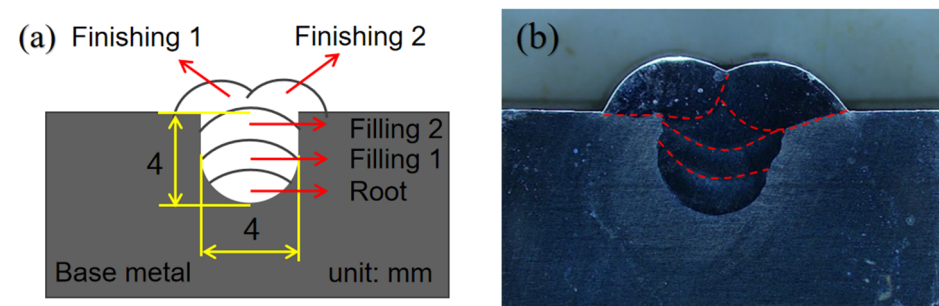 (a)
Finishing 1
Finishing 2
Filling 2
Filling 1
Root
4
4
Base metal
unit: mm
(b)